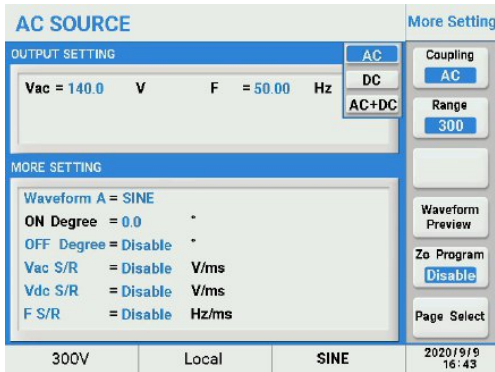 AC SOURCE
More Setting
OUTPUT SETTING
Vac = 140.0 V F = 50.00 Hz
AC
DC
AC+DC
Coupling
AC
Range
300
MORE SETTING
Waveform A = SINE
ON Degree = 0.0 °
OFF Degree = Disable °
Vac S/R = Disable V/ms
Vdc S/R = Disable V/ms
F S/R = Disable Hz/ms
Waveform
Preview
Zo Program
Disable
Page Select
300V Local SINE
2020/9/9
16:43